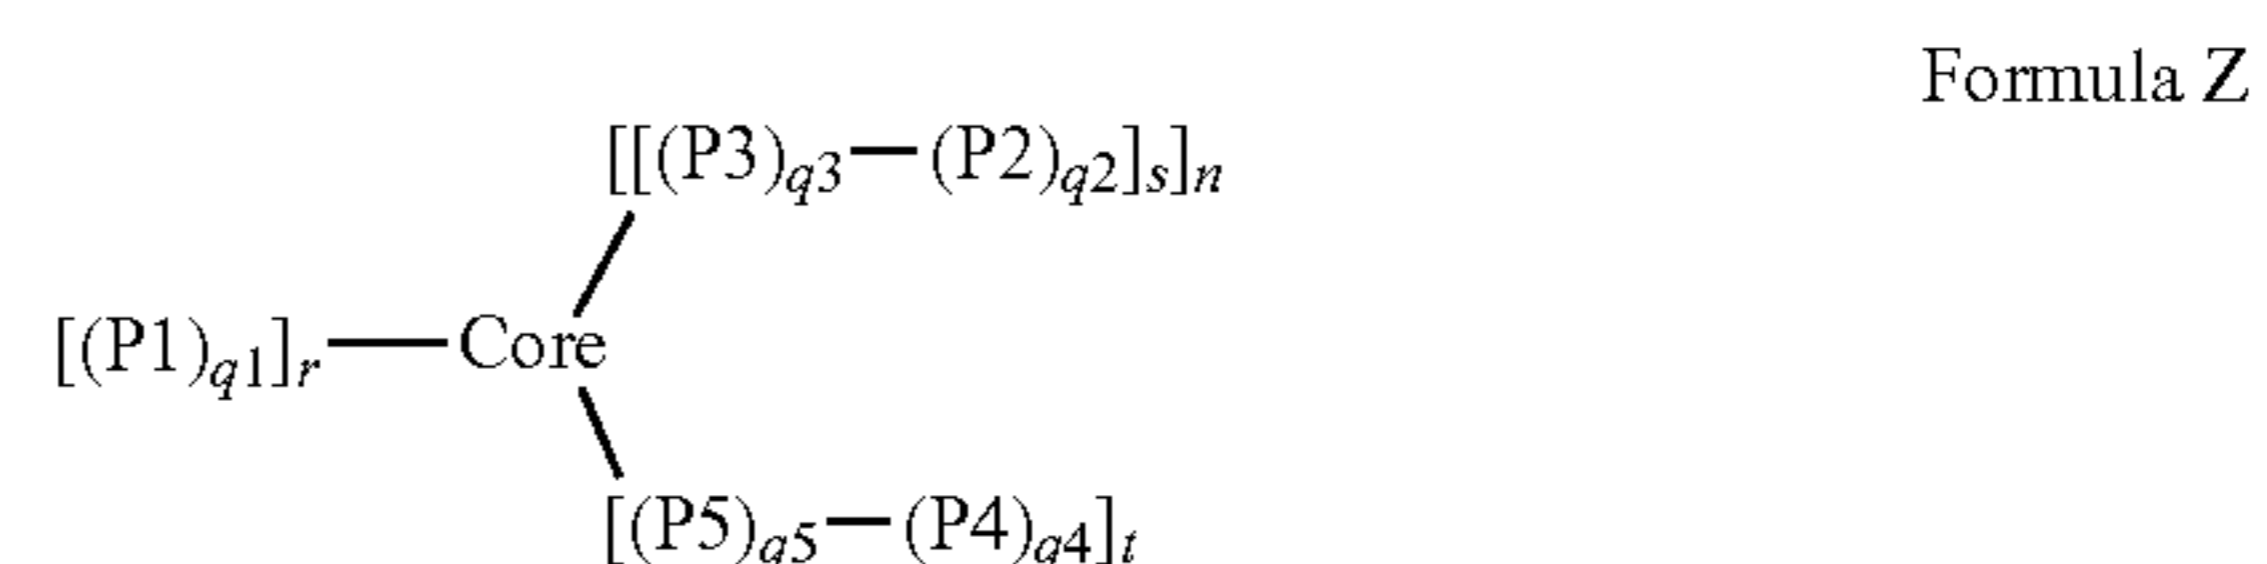 Formula Z
[[(P3)q3—(P2)q2]s]n
[(P1)q1]r—Core
[(P5)q5—(P4)q4]t